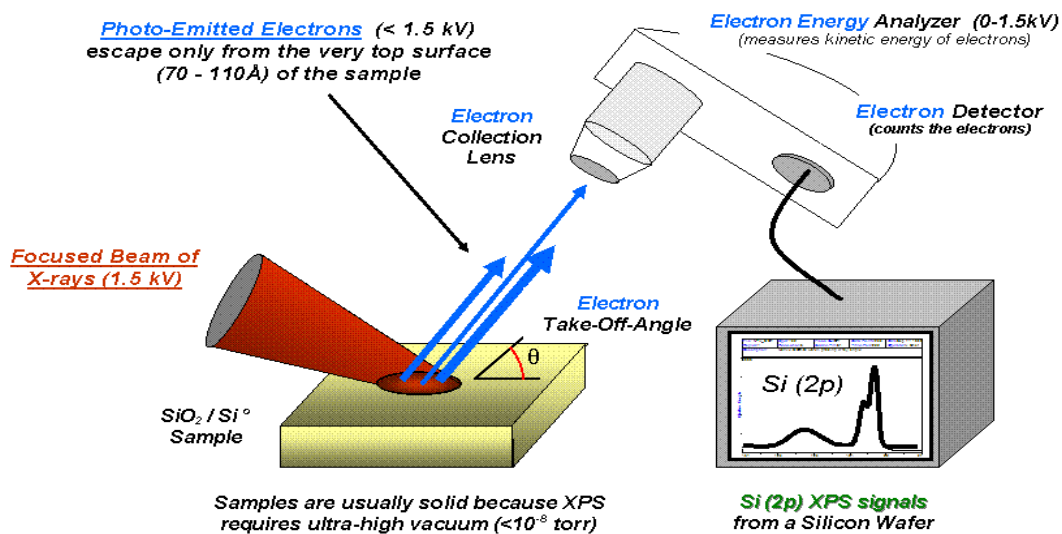 Photo-Emitted Electrons (< 1.5 kV)
escape only from the very top surface
(70 - 110Å) of the sample
Electron Energy Analyzer (0-1.5kV)
(measures kinetic energy of electrons)
Electron
Collection
Lens
Electron Detector
(counts the electrons)
Focused Beam of
X-rays (1.5 kV)
Electron
Take-Off-Angle
θ
SiO₂ / Si°
Sample
Si (2p)
Samples are usually solid because XPS
requires ultra-high vacuum (<10⁻⁸ torr)
Si (2p) XPS signals
from a Silicon Wafer